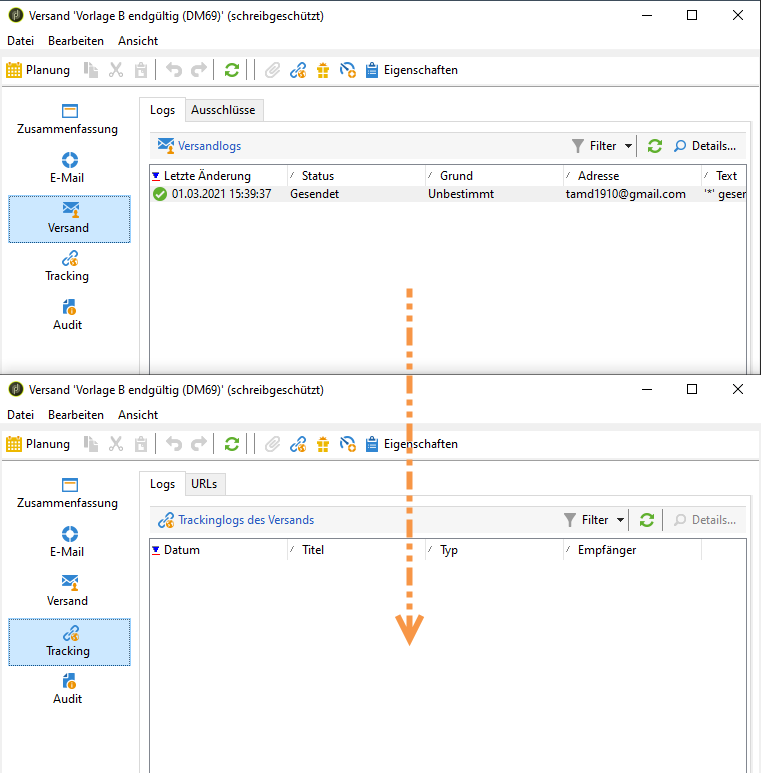 Versand 'Vorlage B endgültig (DM69)' (schreibgeschützt)
Datei Bearbeiten Ansicht
Planung Eigenschaften
Zusammenfassung
E-Mail
Versand
Tracking
Audit
Logs Ausschlüsse
Versandlogs Filter Details...
Letzte Änderung Status Grund Adresse Text
01.03.2021 15:39:37 Gesendet Unbestimmt tamd1910@gmail.com '*' geser
Versand 'Vorlage B endgültig (DM69)' (schreibgeschützt)
Datei Bearbeiten Ansicht
Planung Eigenschaften
Zusammenfassung
E-Mail
Versand
Tracking
Audit
Logs URLs
Trackinglogs des Versands Filter Details...
Datum Titel Typ Empfänger